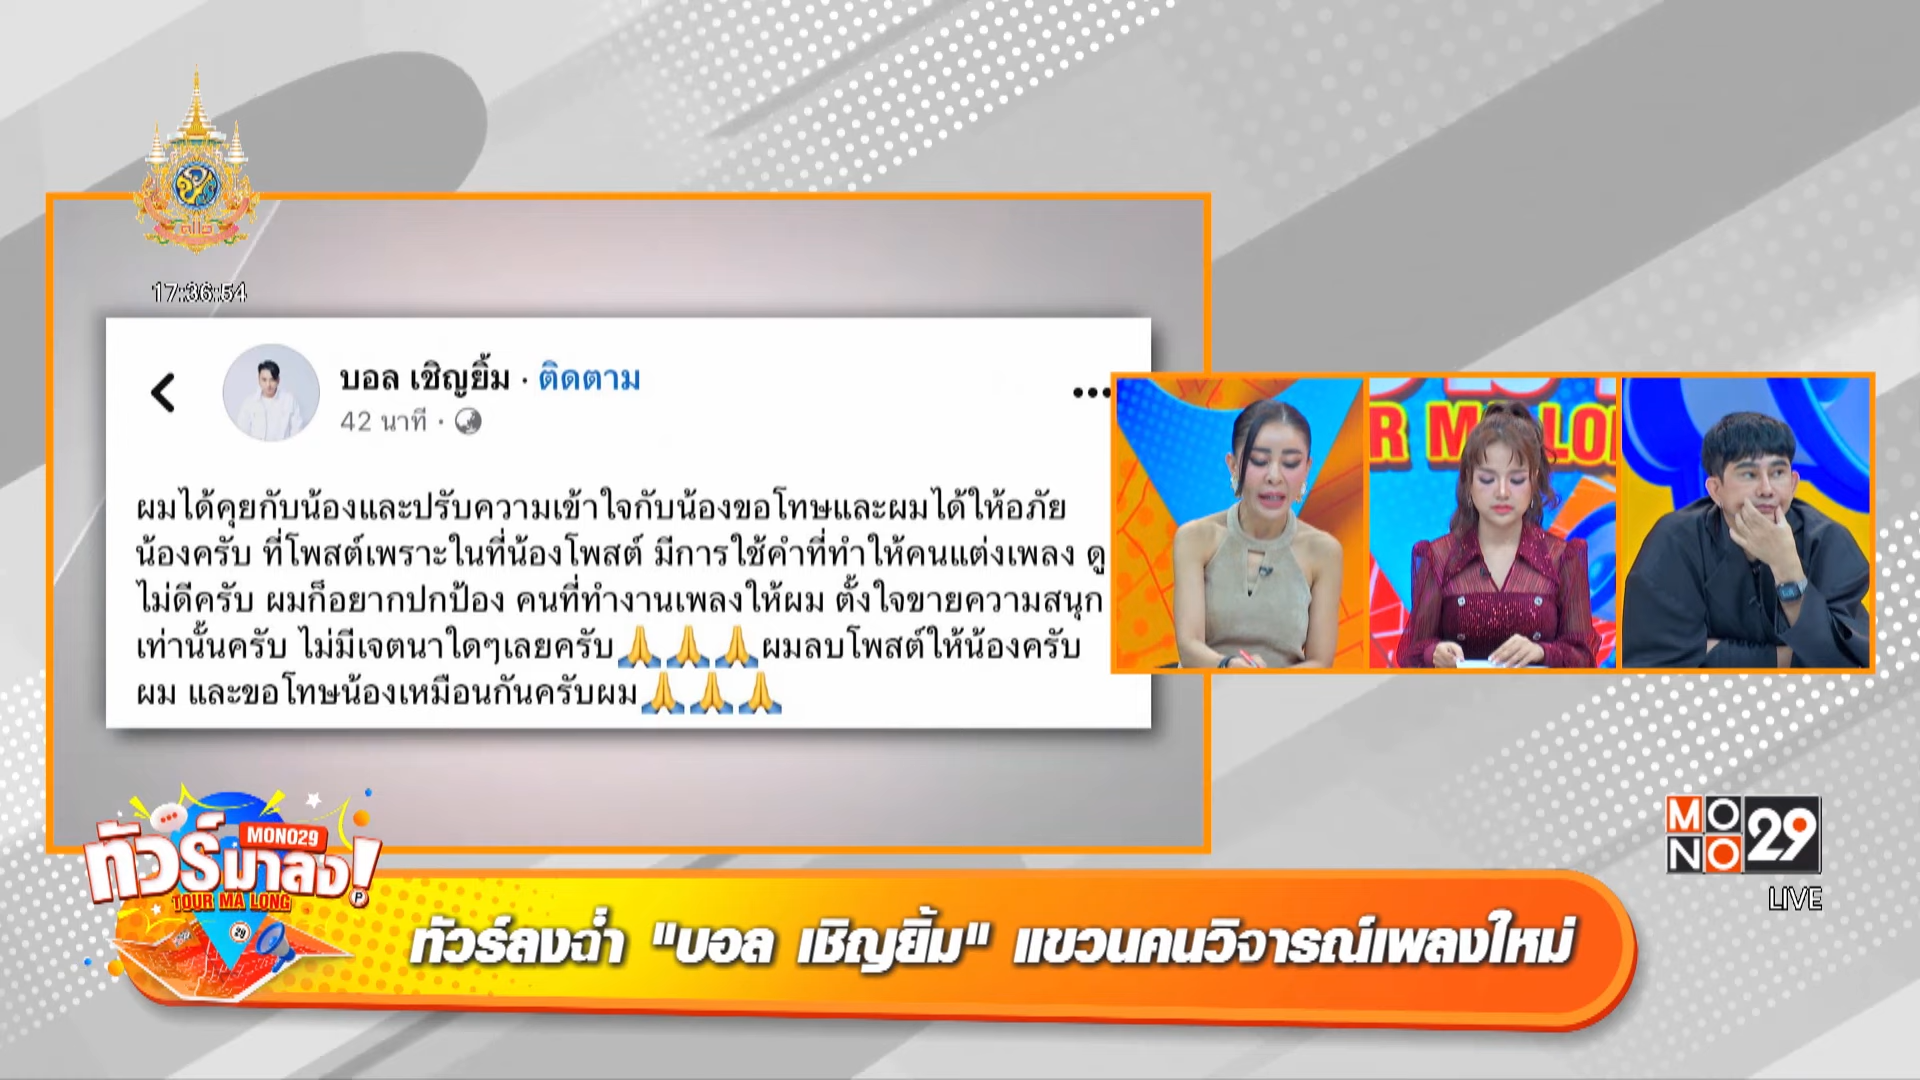 17:36:54
บอล เชิญยิ้ม · ติดตาม
42 นาที ·
ผมได้คุยกับน้องและปรับความเข้าใจกับน้องขอโทษและผมได้ให้อภัย
น้องครับ ที่โพสต์เพราะในที่น้องโพสต์ มีการใช้คำที่ทำให้คนแต่งเพลง ดู
ไม่ดีครับ ผมก็อยากปกป้อง คนที่ทำงานเพลงให้ผม ตั้งใจขายความสนุก
เท่านั้นครับ ไม่มีเจตนาใดๆเลยครับ🙏🙏🙏ผมลบโพสต์ให้น้องครับ
ผม และขอโทษน้องเหมือนกันครับผม🙏🙏🙏
R MA LON
TOUR MA LONG
MONO29
ทัวร์มาลง!
TOUR MA LONG
29
ทัวร์ลงฉ่ำ "บอล เชิญยิ้ม" แขวนคนวิจารณ์เพลงใหม่
MONO 29
LIVE